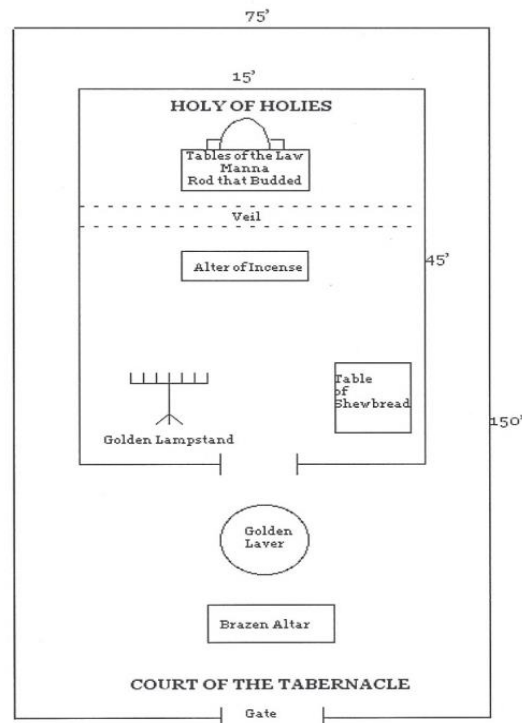 75'
15'
HOLY OF HOLIES
Tables of the Law
Manna
Rod that Budded
Veil
Alter of Incense
45'
Table
of
Shewbread
150'
Golden Lampstand
Golden
Laver
Brazen Altar
COURT OF THE TABERNACLE
Gate